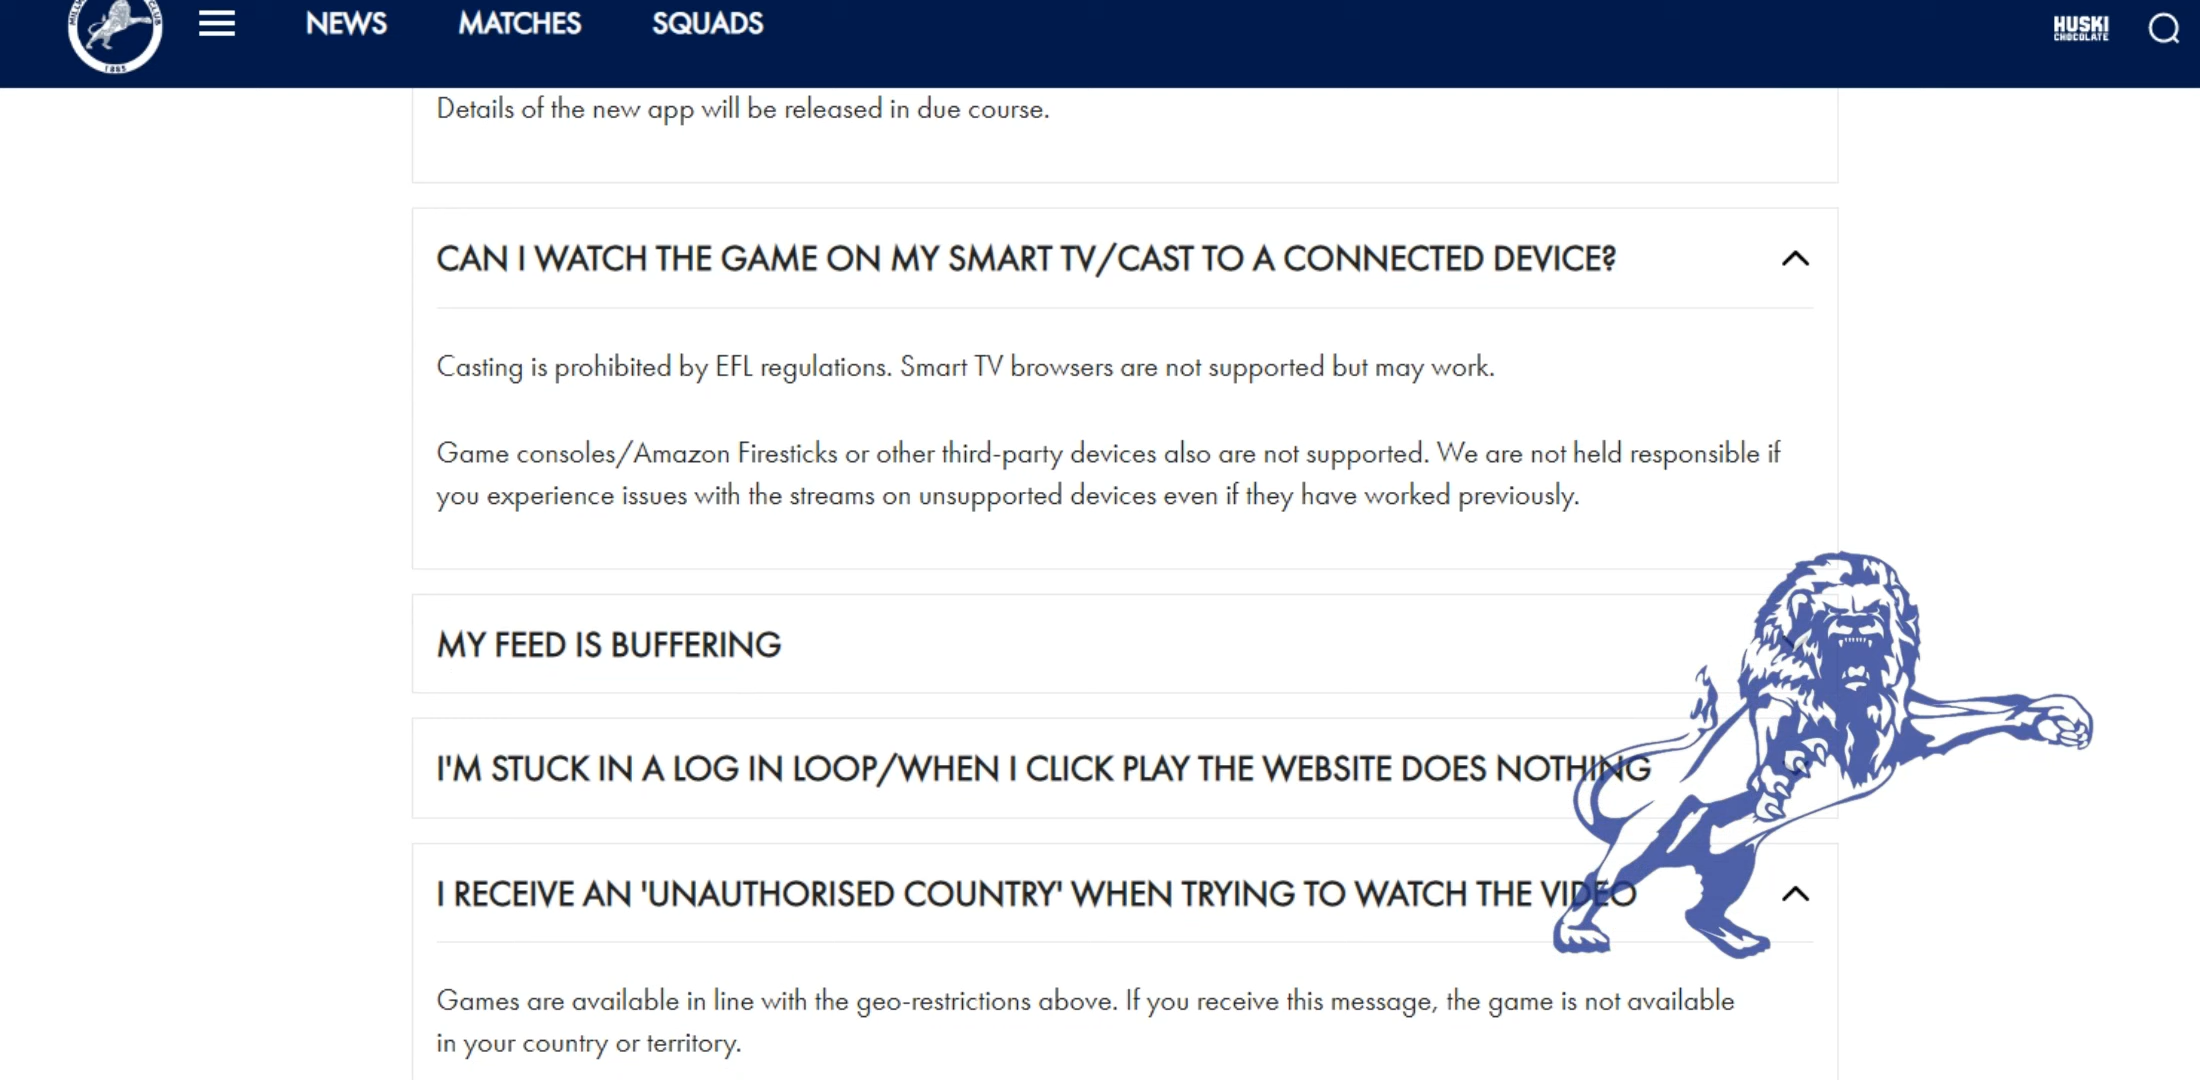 NEWS MATCHES SQUADS
HUSKI
CHOCOLATE
1885
Details of the new app will be released in due course.
CAN I WATCH THE GAME ON MY SMART TV/CAST TO A CONNECTED DEVICE?
Casting is prohibited by EFL regulations. Smart TV browsers are not supported but may work.
Game consoles/Amazon Firesticks or other third-party devices also are not supported. We are not held responsible if
you experience issues with the streams on unsupported devices even if they have worked previously.
MY FEED IS BUFFERING
I'M STUCK IN A LOG IN LOOP/WHEN I CLICK PLAY THE WEBSITE DOES NOTHING
I RECEIVE AN 'UNAUTHORISED COUNTRY' WHEN TRYING TO WATCH THE VIDEO
Games are available in line with the geo-restrictions above. If you receive this message, the game is not available
in your country or territory.